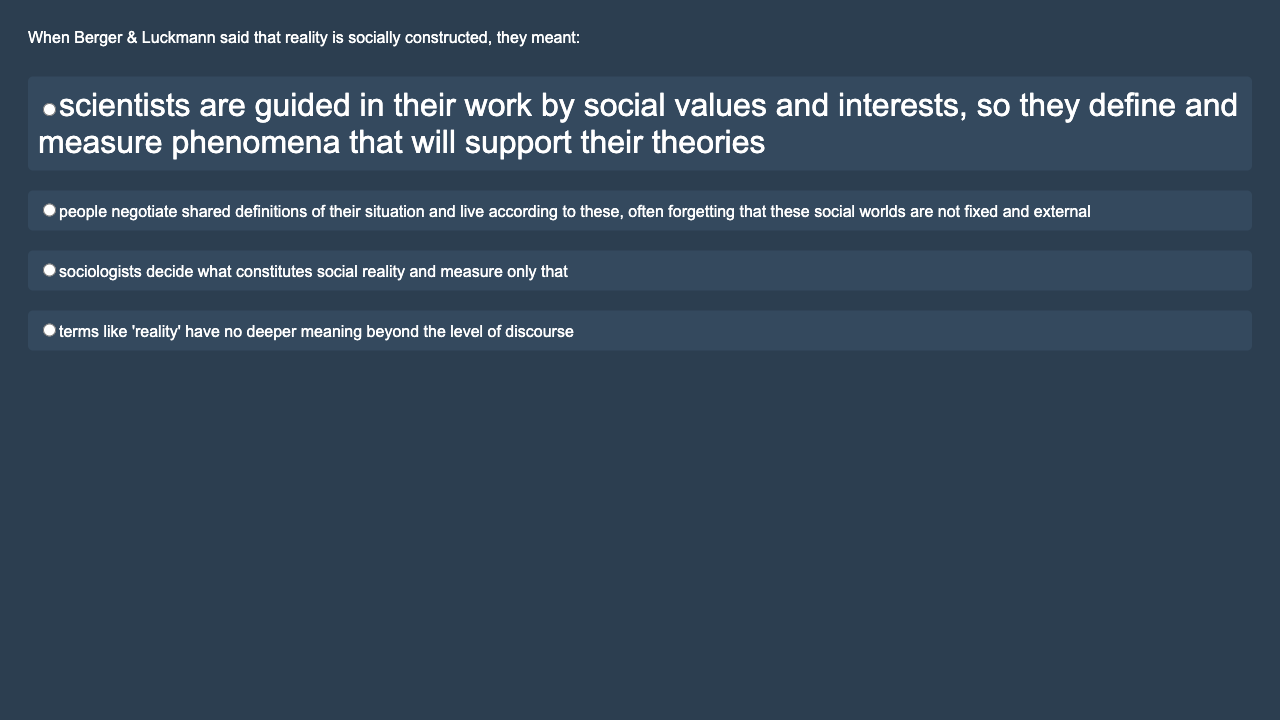 When Berger & Luckmann said that reality is socially constructed, they meant:
scientists are guided in their work by social values and interests, so they define and
measure phenomena that will support their theories
people negotiate shared definitions of their situation and live according to these, often forgetting that these social worlds are not fixed and external
sociologists decide what constitutes social reality and measure only that
terms like 'reality' have no deeper meaning beyond the level of discourse